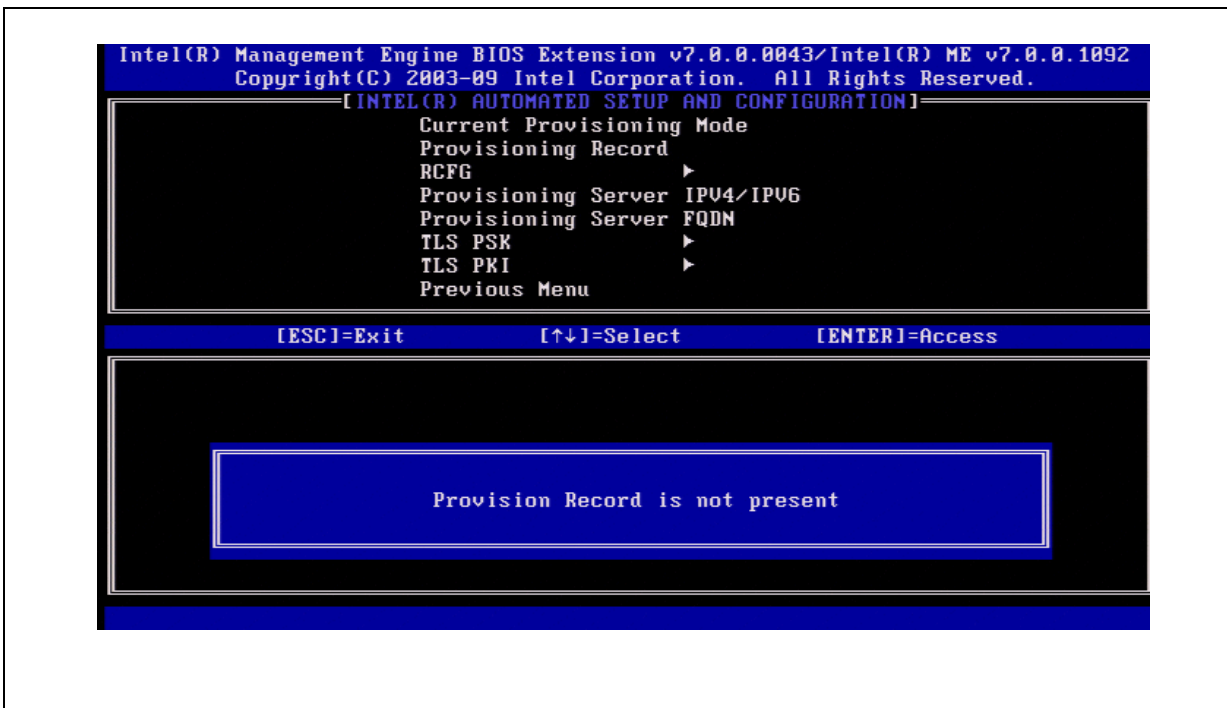 Intel(R) Management Engine BIOS Extension v7.0.0.0043/Intel(R) ME v7.0.0.1092
Copyright(C) 2003-09 Intel Corporation. All Rights Reserved.
[INTEL(R) AUTOMATED SETUP AND CONFIGURATION]
Current Provisioning Mode
Provisioning Record
RCFG ►
Provisioning Server IPV4/IPV6
Provisioning Server FQDN
TLS PSK ►
TLS PKI ►
Previous Menu
[ESC]=Exit [↑↓]=Select [ENTER]=Access
Provision Record is not present